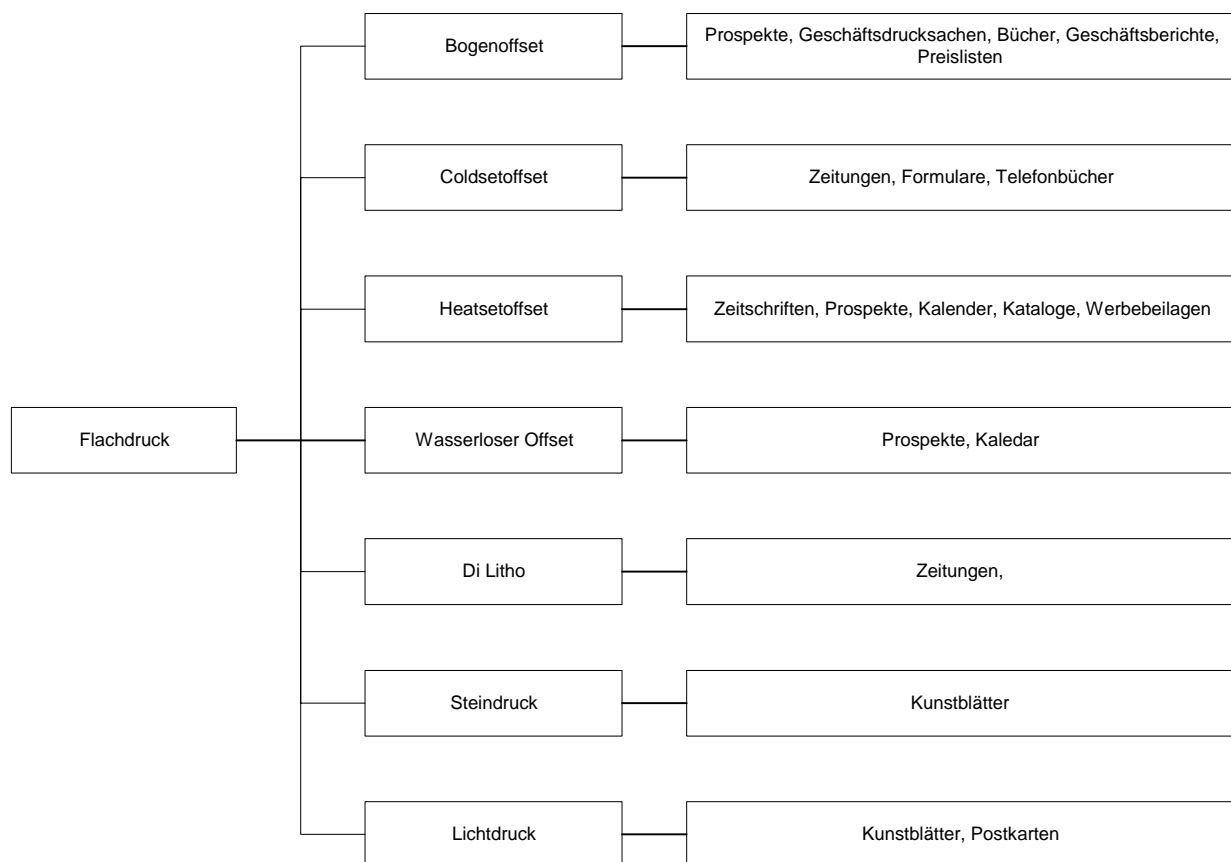 Bogenoffset
Prospekte, Geschäftsdrucksachen, Bücher, Geschäftsberichte,
Preislisten
Coldsetoffset
Zeitungen, Formulare, Telefonbücher
Heatsetoffset
Zeitschriften, Prospekte, Kalender, Kataloge, Werbebeilagen
Flachdruck
Wasserloser Offset
Prospekte, Kaledar
Di Litho
Zeitungen,
Steindruck
Kunstblätter
Lichtdruck
Kunstblätter, Postkarten